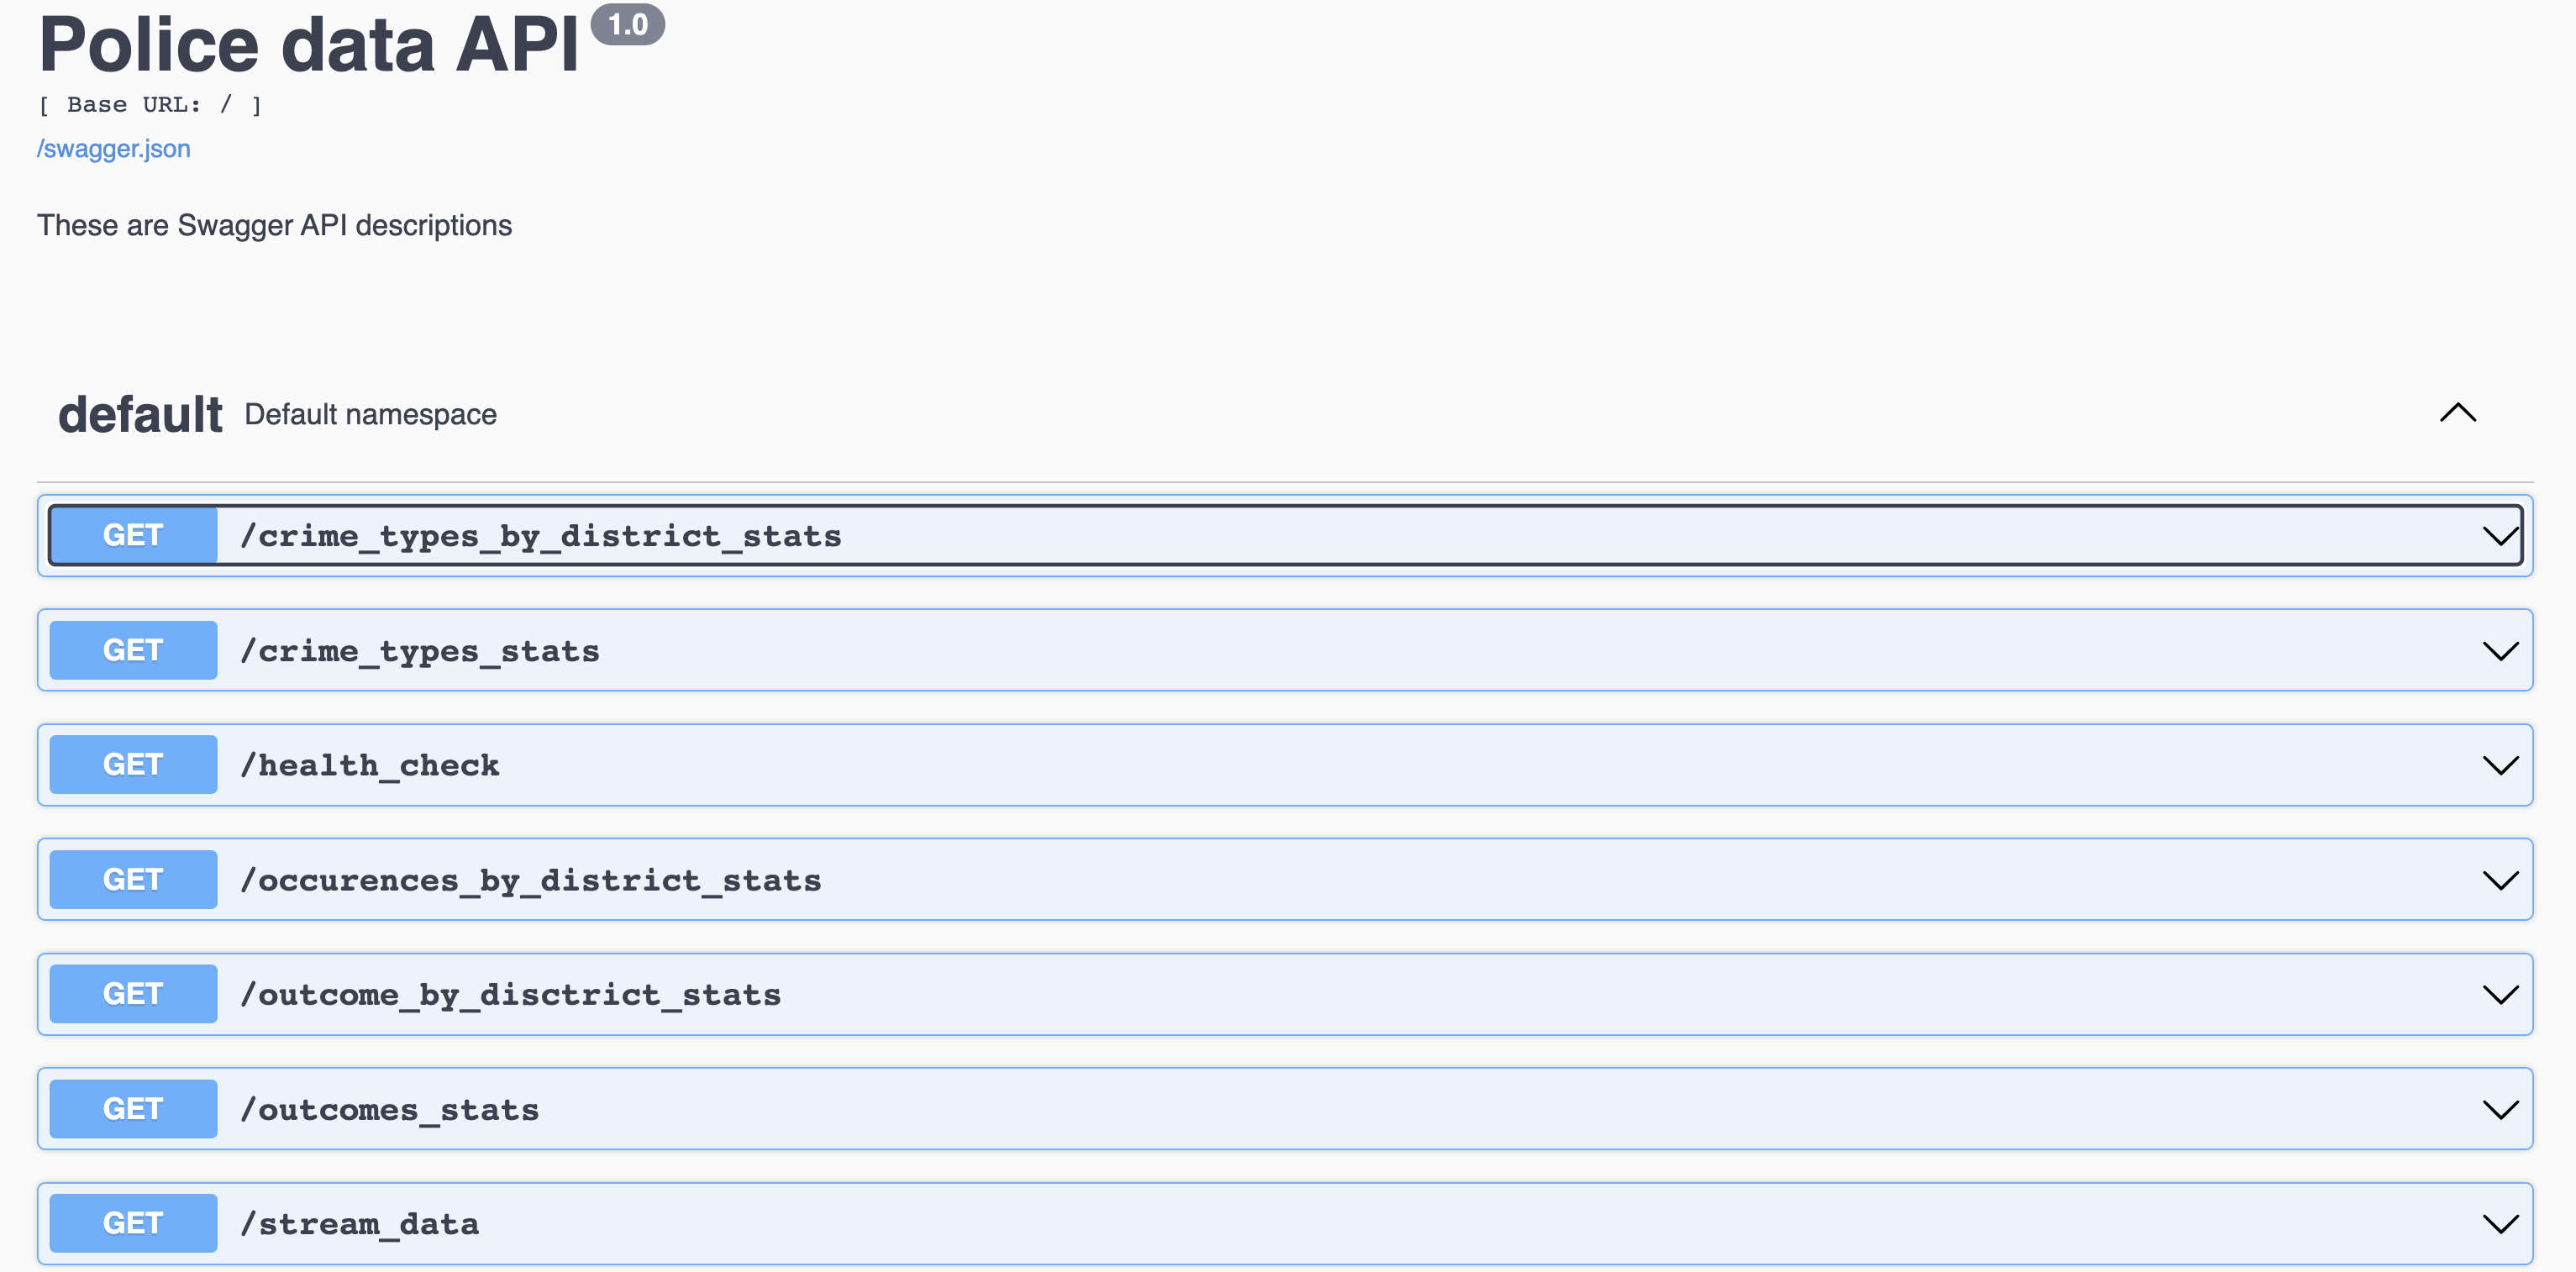 Police data API 1.0
[ Base URL: / ]
/swagger.json
These are Swagger API descriptions
default Default namespace
GET /crime_types_by_district_stats
GET /crime_types_stats
GET /health_check
GET /occurences_by_district_stats
GET /outcome_by_disctrict_stats
GET /outcomes_stats
GET /stream_data